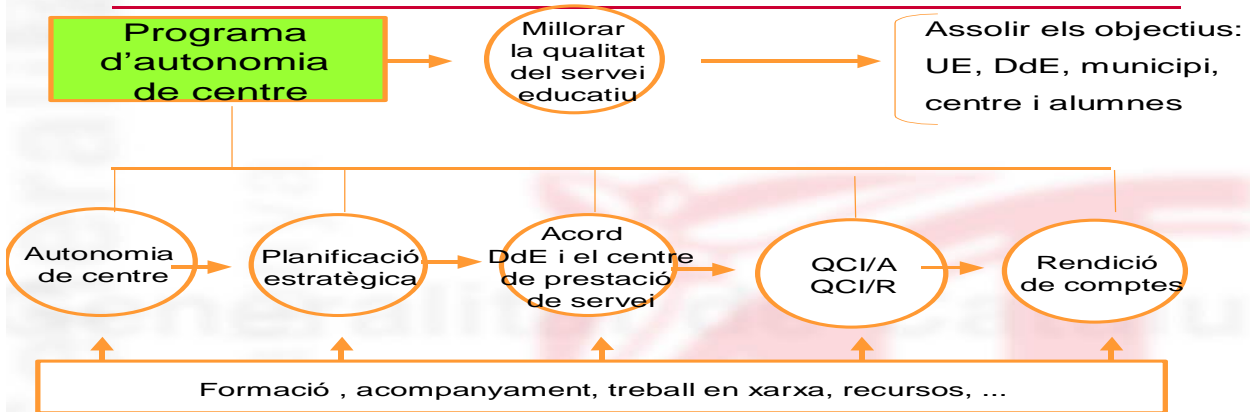 Programa
d’autonomia
de centre
Millorar
la qualitat
del servei
educatiu
Assolir els objectius:
UE, DdE, municipi,
centre i alumnes
Autonomia
de centre
Planificació
estratègica
Acord
DdE i el centre
de prestació
de servei
QCI/A
QCI/R
Rendició
de comptes
Formació , acompanyament, treball en xarxa, recursos, ...